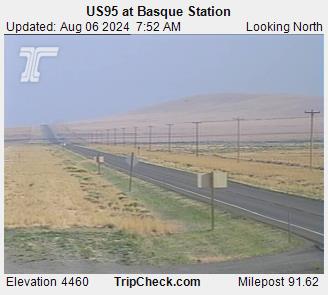 US95 at Basque Station
Updated: Aug 06 2024 7:52 AM Looking North
Elevation 4460 TripCheck.com Milepost 91.62